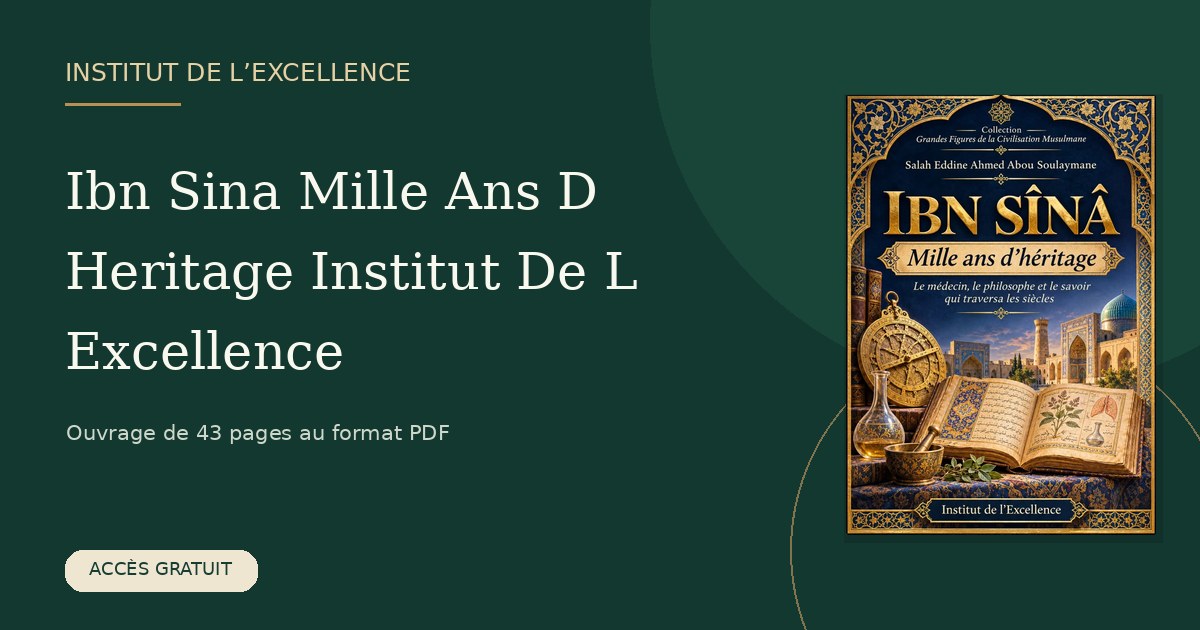 INSTITUT DE L’EXCELLENCE
Ibn Sina Mille Ans D
Heritage Institut De L
Excellence
Ouvrage de 43 pages au format PDF
ACCÈS GRATUIT
Collection
Grandes Figures de la Civilisation Musulmane
Salah Eddine Ahmed Abou Soulaymane
IBN SÎNÂ
Mille ans d’héritage
Le médecin, le philosophe et le savoir
qui traversa les siècles
Institut de l’Excellence